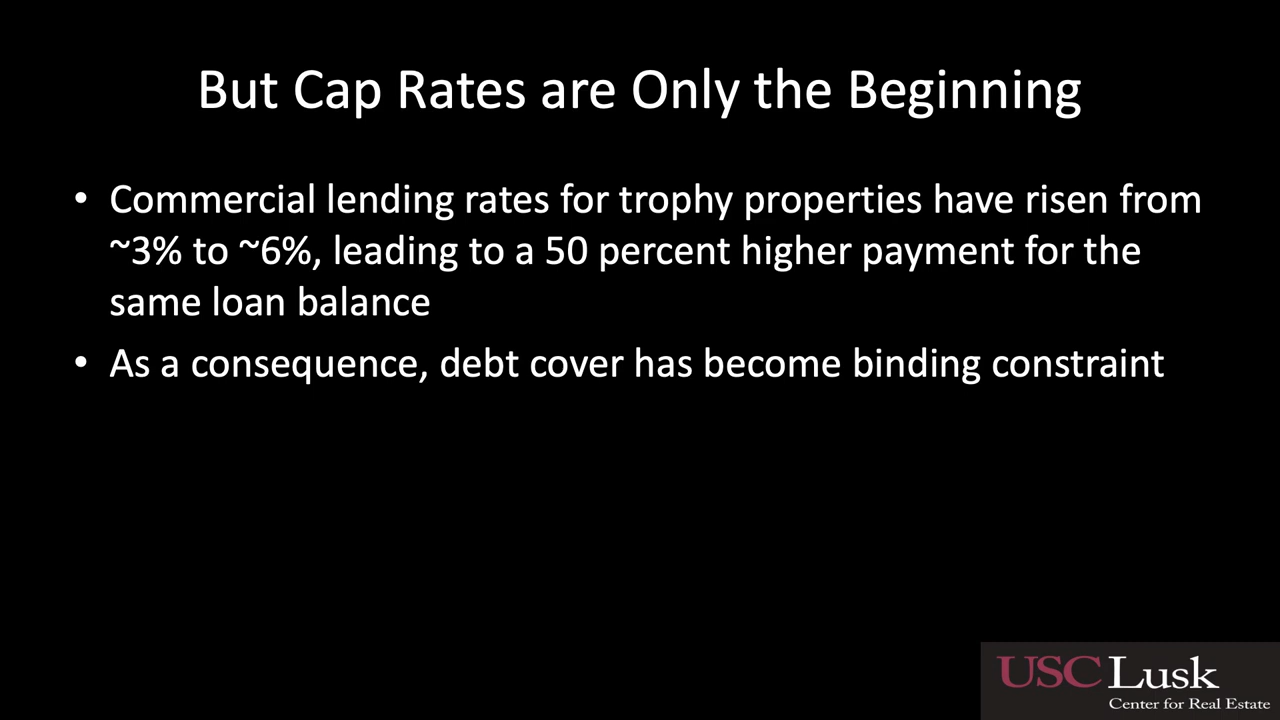 But Cap Rates are Only the Beginning
• Commercial lending rates for trophy properties have risen from
~3% to ~6%, leading to a 50 percent higher payment for the
same loan balance
• As a consequence, debt cover has become binding constraint
USC Lusk
Center for Real Estate